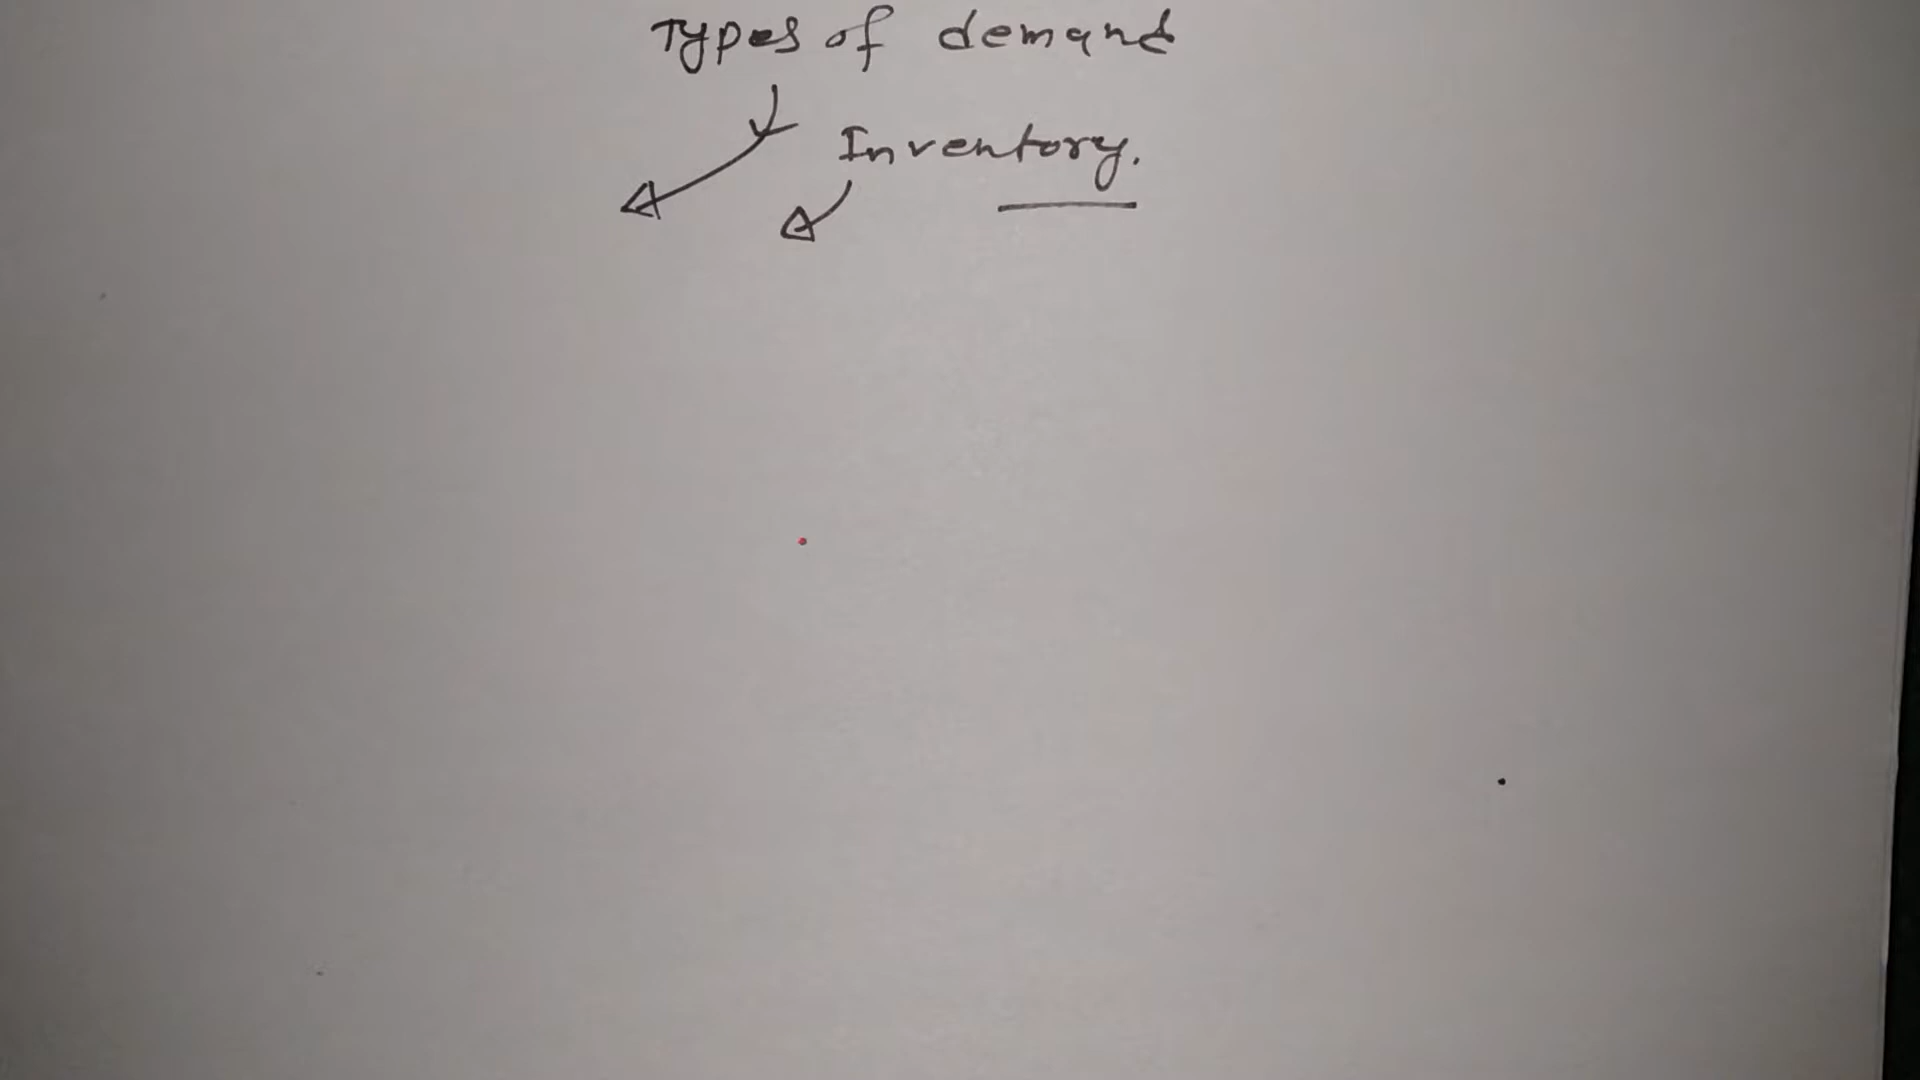 Types of demand
Inventory.